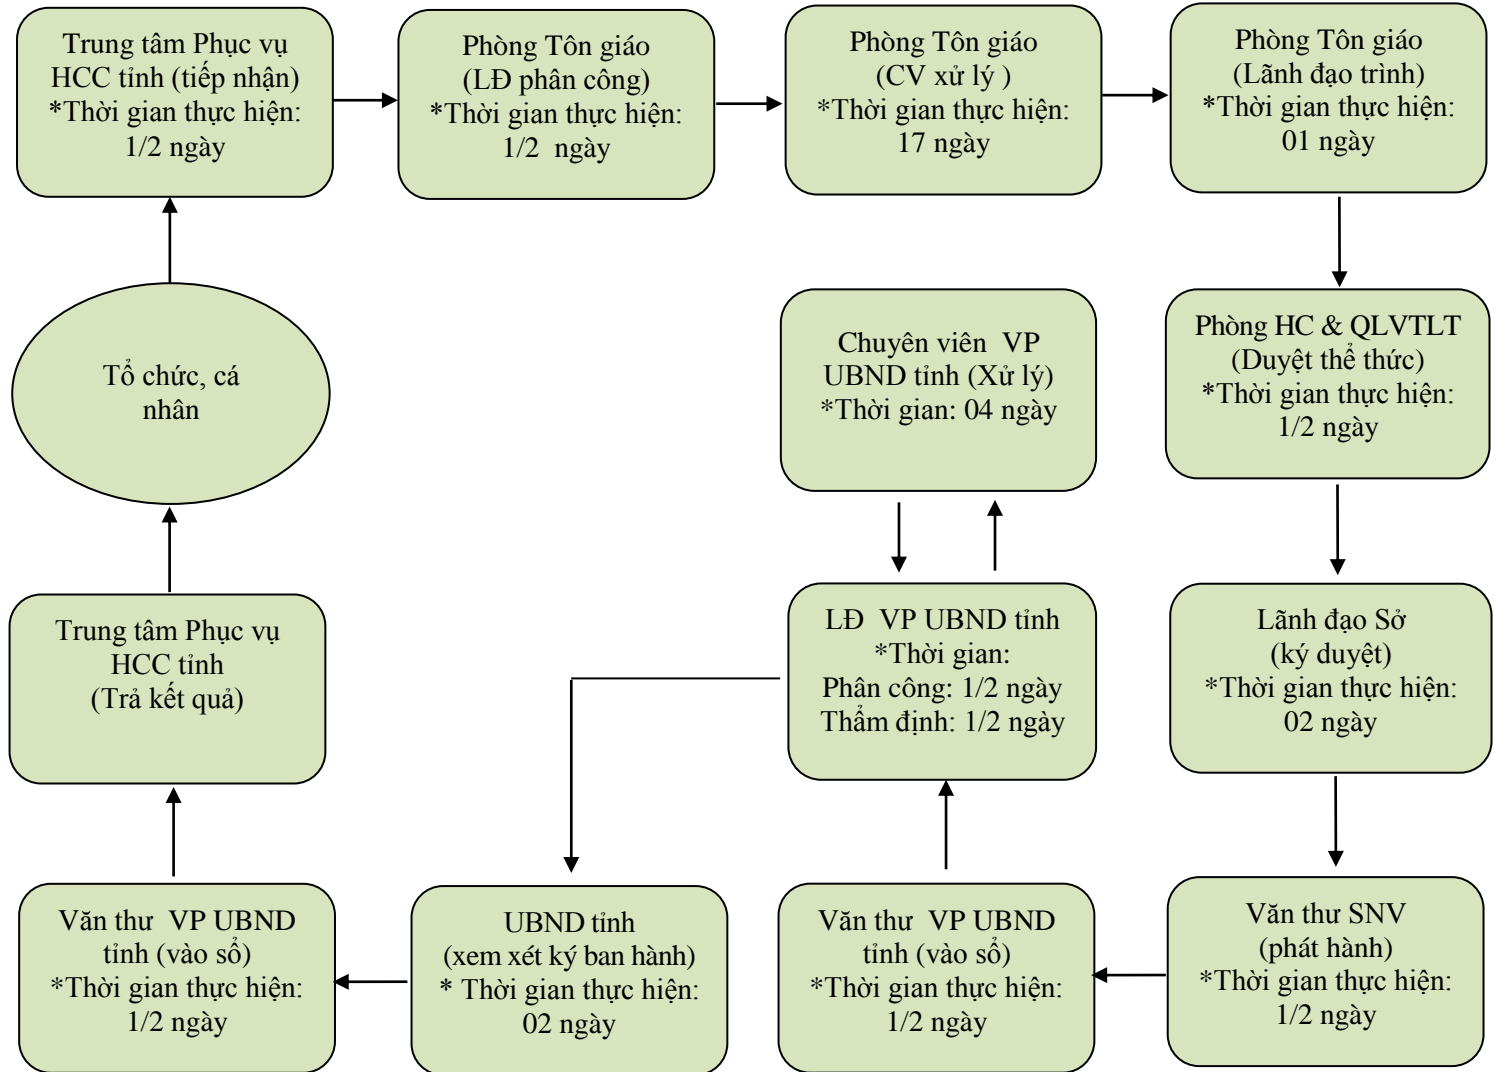 Trung tâm Phục vụ
HCC tỉnh (tiếp nhận)
*Thời gian thực hiện:
1/2 ngày
Phòng Tôn giáo
(LĐ phân công)
*Thời gian thực hiện:
1/2 ngày
Phòng Tôn giáo
(CV xử lý )
*Thời gian thực hiện:
17 ngày
Phòng Tôn giáo
(Lãnh đạo trình)
*Thời gian thực hiện:
01 ngày
Phòng HC & QLVTLT
(Duyệt thể thức)
*Thời gian thực hiện:
1/2 ngày
Lãnh đạo Sở
(ký duyệt)
*Thời gian thực hiện:
02 ngày
Văn thư SNV
(phát hành)
*Thời gian thực hiện:
1/2 ngày
Văn thư VP UBND
tỉnh (vào sổ)
*Thời gian thực hiện:
1/2 ngày
LĐ VP UBND tỉnh
*Thời gian:
Phân công: 1/2 ngày
Thẩm định: 1/2 ngày
Chuyên viên VP
UBND tỉnh (Xử lý)
*Thời gian: 04 ngày
UBND tỉnh
(xem xét ký ban hành)
* Thời gian thực hiện:
02 ngày
Văn thư VP UBND
tỉnh (vào sổ)
*Thời gian thực hiện:
1/2 ngày
Trung tâm Phục vụ
HCC tỉnh
(Trả kết quả)
Tổ chức, cá
nhân